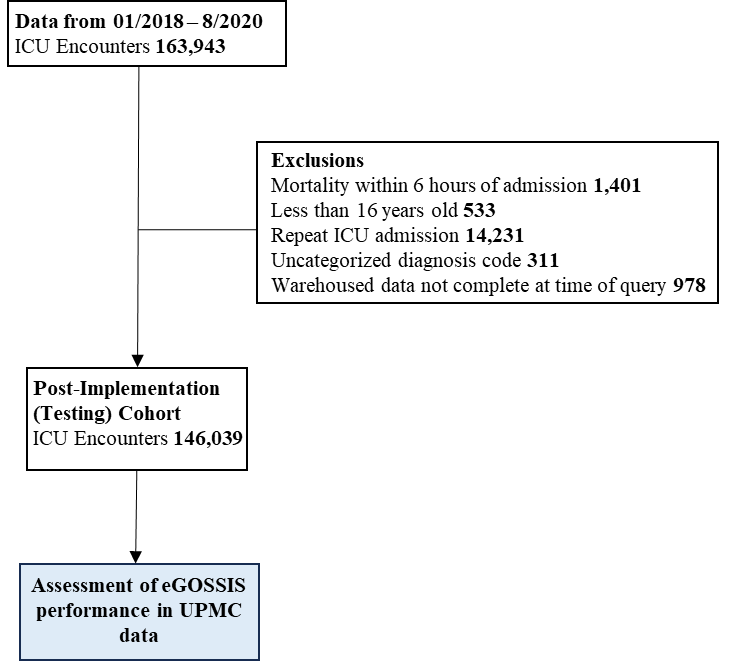 Data from 01/2018 – 8/2020
ICU Encounters 163,943
Exclusions
Mortality within 6 hours of admission 1,401
Less than 16 years old 533
Repeat ICU admission 14,231
Uncategorized diagnosis code 311
Warehoused data not complete at time of query 978
Post-Implementation
(Testing) Cohort
ICU Encounters 146,039
Assessment of eGOSSIS
performance in UPMC
data